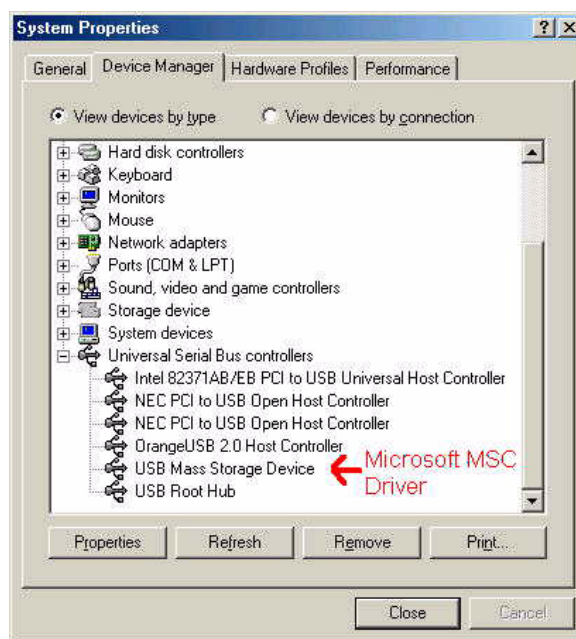 System Properties
General Device Manager Hardware Profiles Performance
View devices by type View devices by connection
Hard disk controllers
Keyboard
Monitors
Mouse
Network adapters
Ports (COM & LPT)
Sound, video and game controllers
Storage device
System devices
Universal Serial Bus controllers
Intel 82371AB/EB PCI to USB Universal Host Controller
NEC PCI to USB Open Host Controller
NEC PCI to USB Open Host Controller
OrangeUSB 2.0 Host Controller
USB Mass Storage Device Microsoft MSC
USB Root Hub Driver
Properties Refresh Remove Print...
Close Cancel